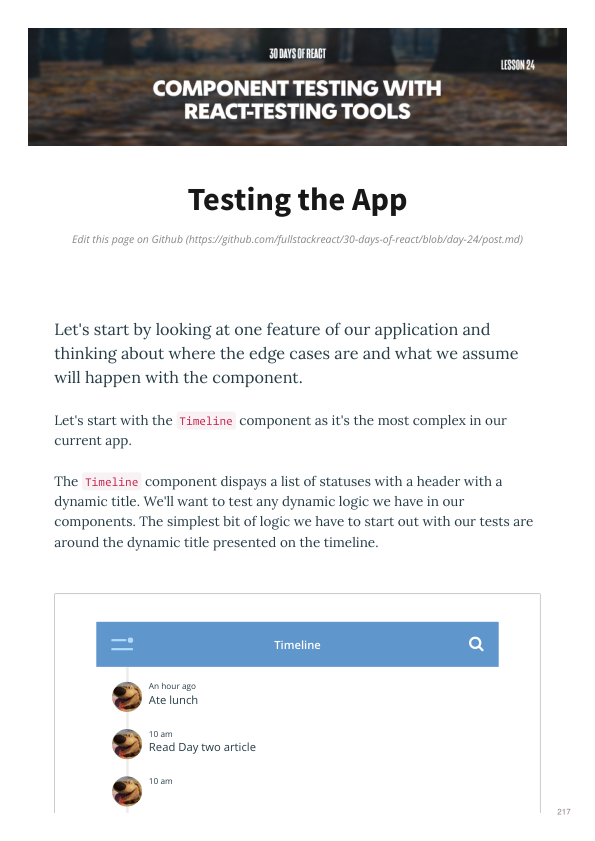 30 DAYS OF REACT
LESSON 24
COMPONENT TESTING WITH
REACT-TESTING TOOLS
Testing the App
Edit this page on Github (https://github.com/fullstackreact/30-days-of-react/blob/day-24/post.md)
Let's start by looking at one feature of our application and
thinking about where the edge cases are and what we assume
will happen with the component.
Let's start with the Timeline component as it's the most complex in our
current app.
The Timeline component dispays a list of statuses with a header with a
dynamic title. We'll want to test any dynamic logic we have in our
components. The simplest bit of logic we have to start out with our tests are
around the dynamic title presented on the timeline.
Timeline
An hour ago
Ate lunch
10 am
Read Day two article
10 am
217